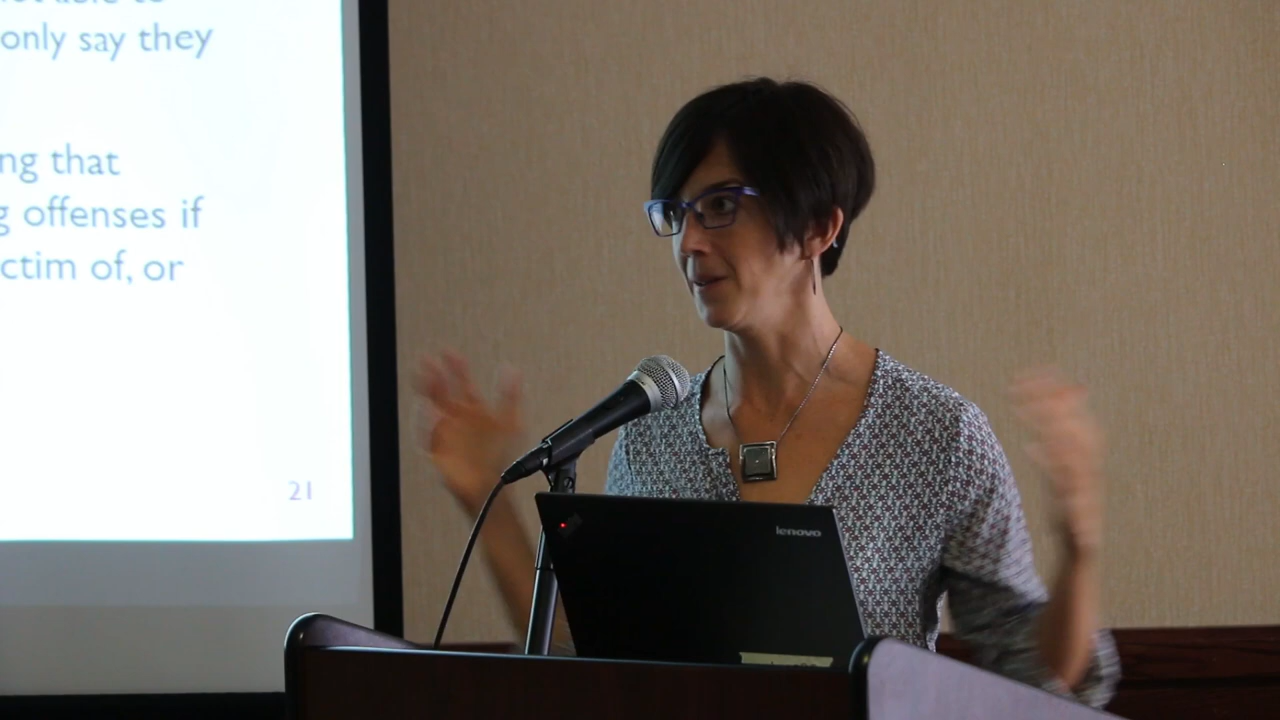 only say they
ng that
g offenses if
ctim of, or
21
lenovo